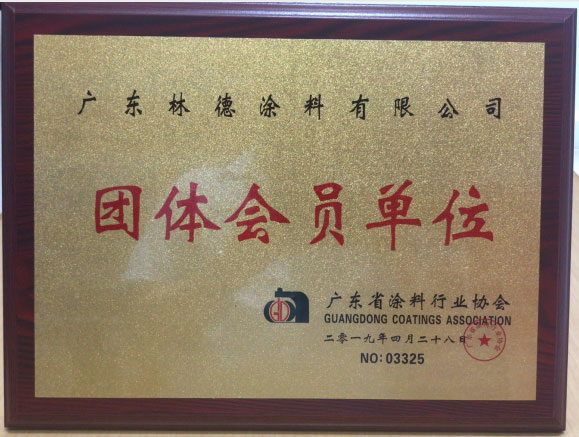 广东林德涂料有限公司
团体会员单位
广东省涂料行业协会
GUANGDONG COATINGS ASSOCIATION
二零一九年四月二十八日
NO:03325